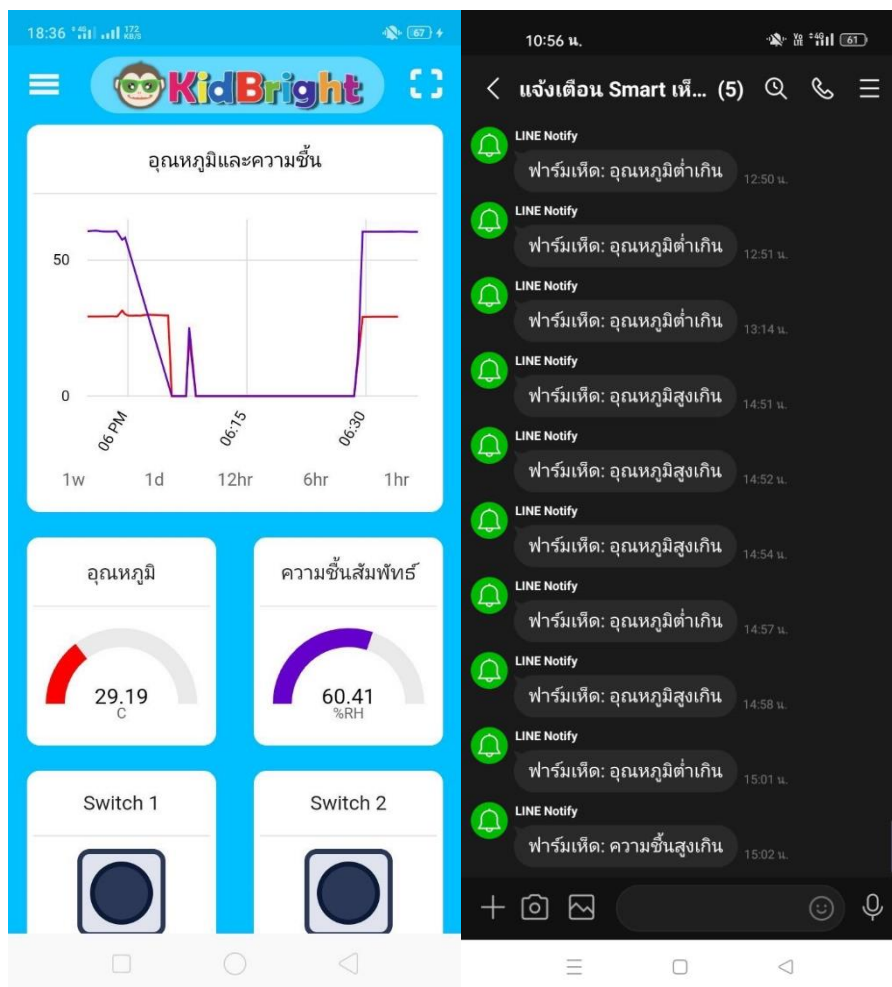 18:36
172
KB/S
67
KidBright
อุณหภูมิและความชื้น
50
0
06 PM
06:15
06:30
1w 1d 12hr 6hr 1hr
อุณหภูมิ
29.19
C
ความชื้นสัมพัทธ์
60.41
%RH
Switch 1
Switch 2
10:56 น.
4G
61
แจ้งเตือน Smart เห็... (5)
LINE Notify
ฟาร์มเห็ด: อุณหภูมิต่ำเกิน 12:50 น.
LINE Notify
ฟาร์มเห็ด: อุณหภูมิต่ำเกิน 12:51 น.
LINE Notify
ฟาร์มเห็ด: อุณหภูมิต่ำเกิน 13:14 น.
LINE Notify
ฟาร์มเห็ด: อุณหภูมิสูงเกิน 14:51 น.
LINE Notify
ฟาร์มเห็ด: อุณหภูมิสูงเกิน 14:52 น.
LINE Notify
ฟาร์มเห็ด: อุณหภูมิสูงเกิน 14:54 น.
LINE Notify
ฟาร์มเห็ด: อุณหภูมิต่ำเกิน 14:57 น.
LINE Notify
ฟาร์มเห็ด: อุณหภูมิสูงเกิน 14:58 น.
LINE Notify
ฟาร์มเห็ด: อุณหภูมิต่ำเกิน 15:01 น.
LINE Notify
ฟาร์มเห็ด: ความชื้นสูงเกิน 15:02 น.